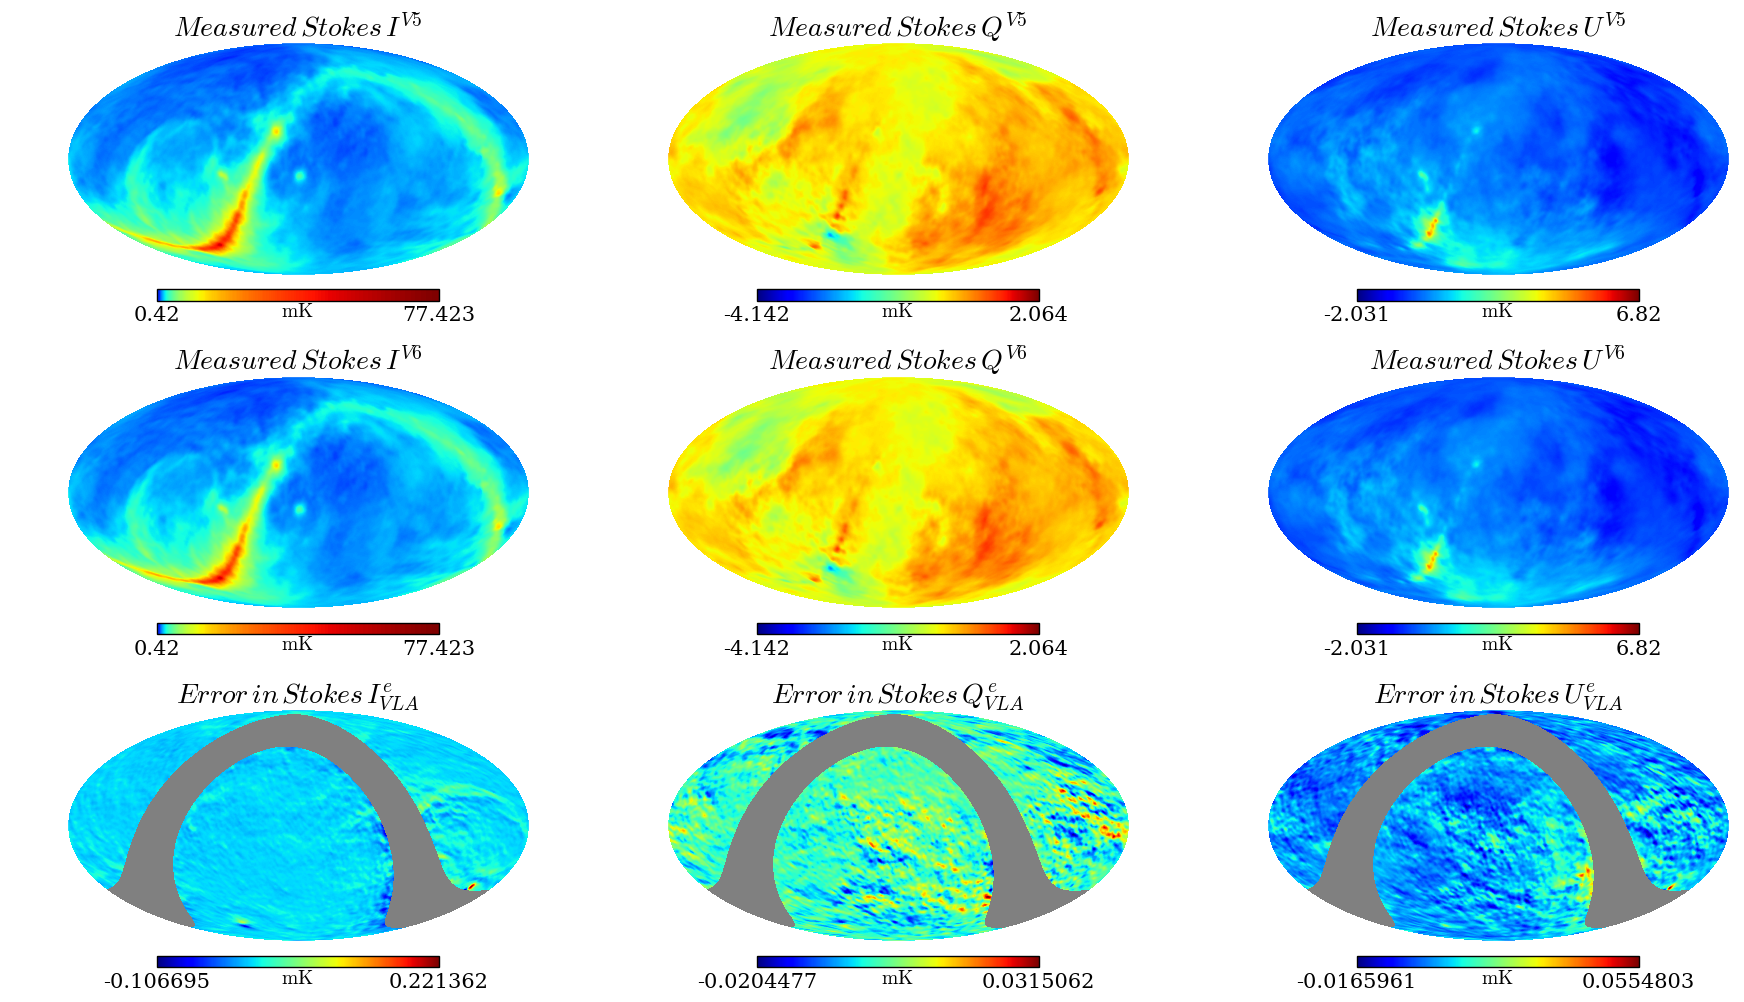 Measured Stokes I^V5
Measured Stokes Q^V5
Measured Stokes U^V5
0.42 mK 77.423
-4.142 mK 2.064
-2.031 mK 6.82
Measured Stokes I^V6
Measured Stokes Q^V6
Measured Stokes U^V6
0.42 mK 77.423
-4.142 mK 2.064
-2.031 mK 6.82
Error in Stokes I^e_VLA
Error in Stokes Q^e_VLA
Error in Stokes U^e_VLA
-0.106695 mK 0.221362
-0.0204477 mK 0.0315062
-0.0165961 mK 0.0554803